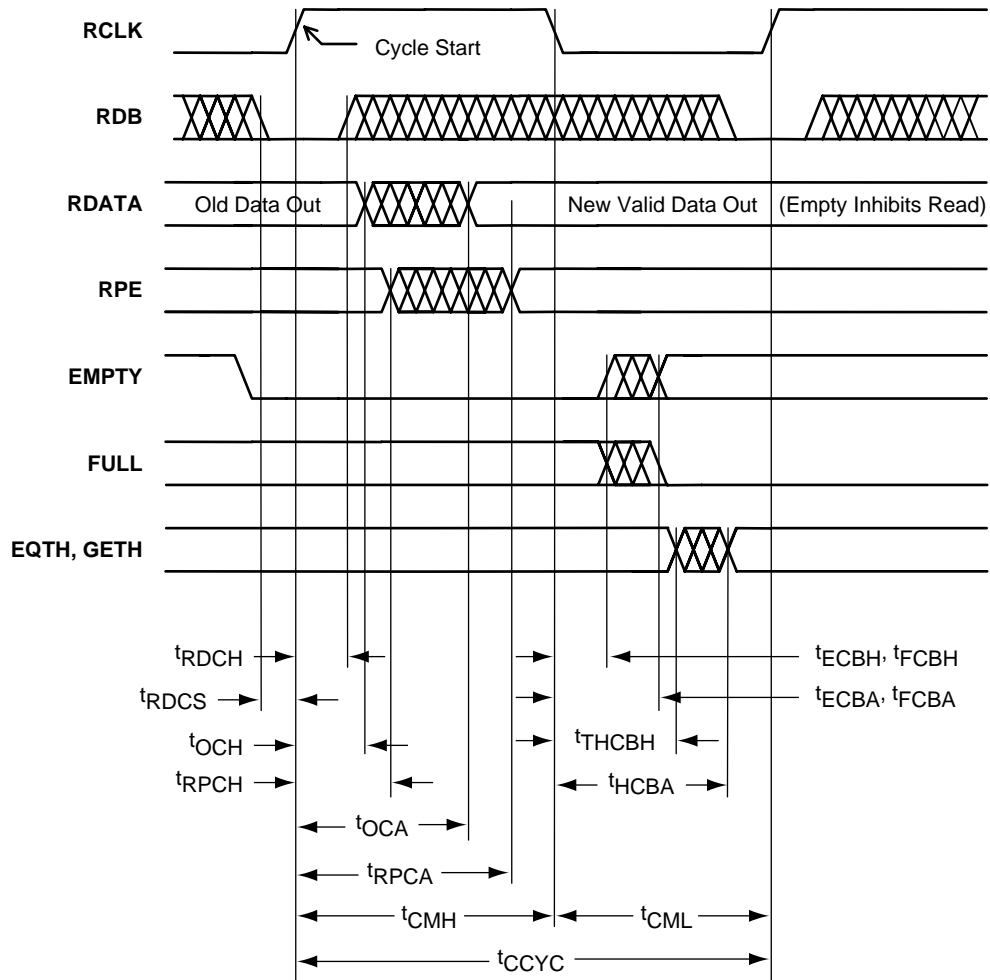 RCLK
Cycle Start
RDB
RDATA Old Data Out New Valid Data Out (Empty Inhibits Read)
RPE
EMPTY
FULL
EQTH, GETH
tRDCH tECBH, tFCBH
tRDCS tECBA, tFCBA
tOCH tTHCBH
tRPCH tHCBA
tOCA
tRPCA
tCMH tCML
tCCYC